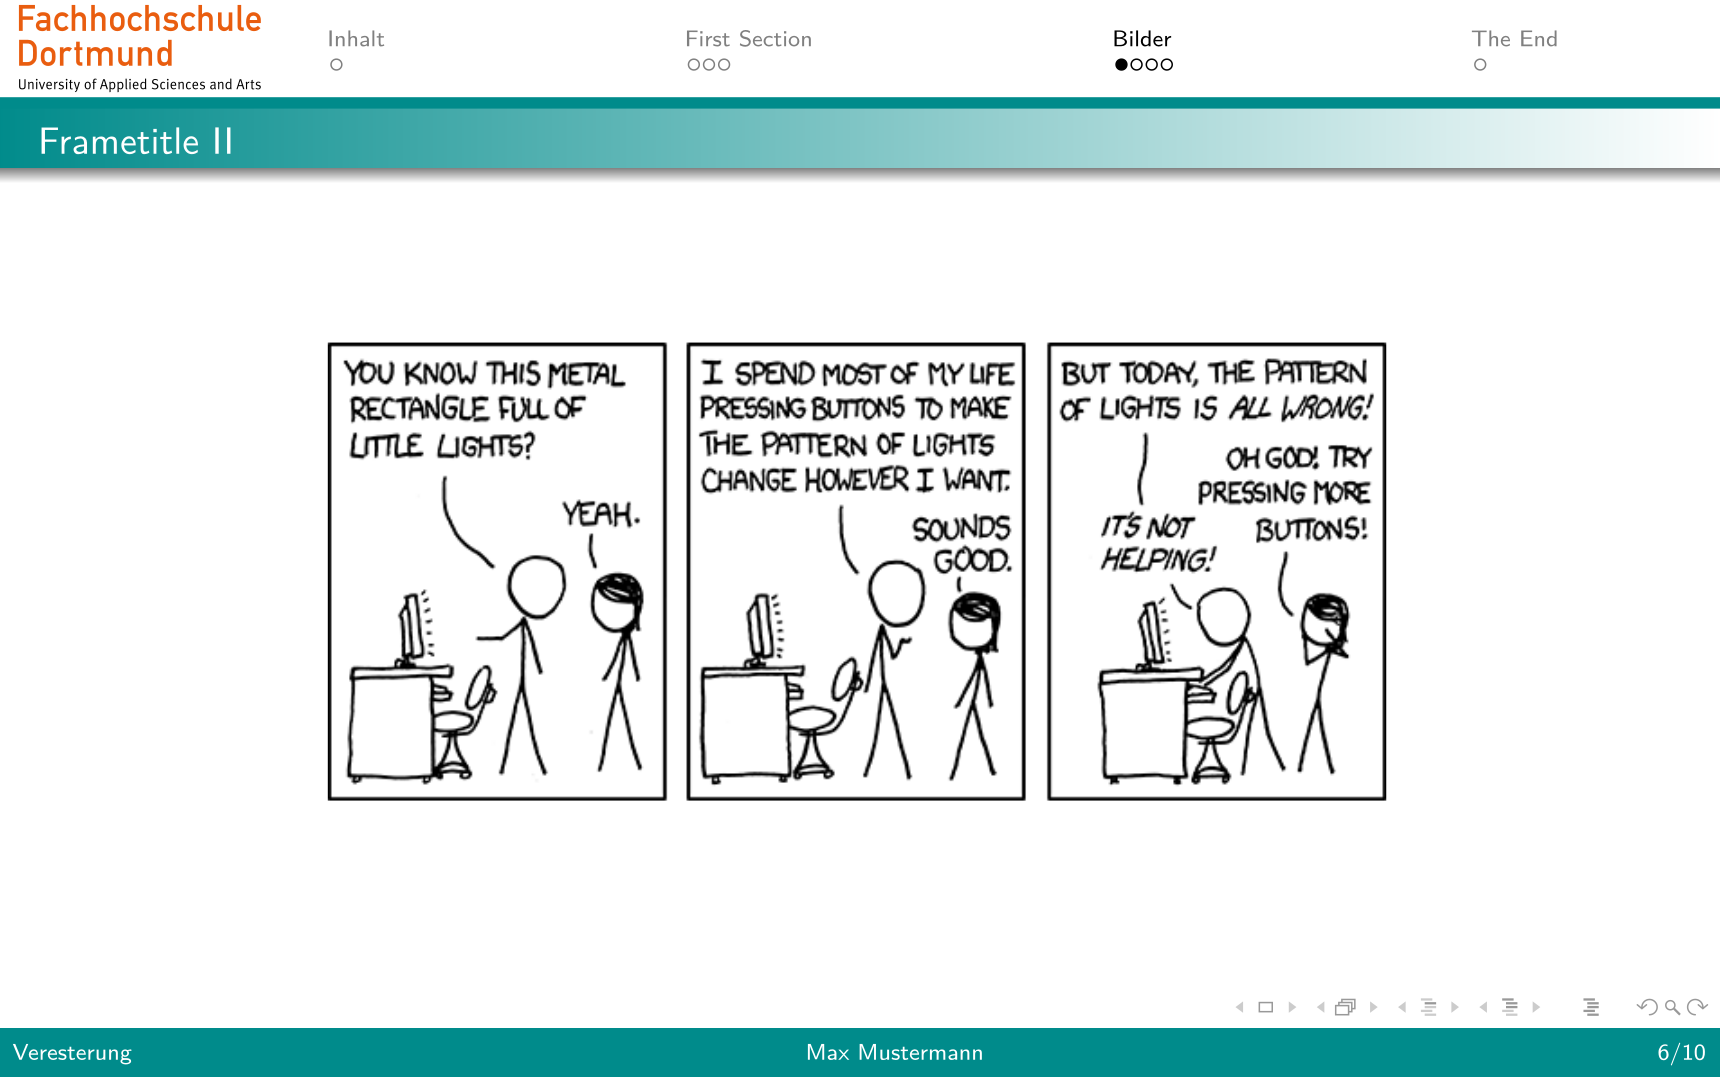 Fachhochschule
Dortmund
University of Applied Sciences and Arts
Inhalt
First Section
Bilder
The End
Frametitle II
YOU KNOW THIS METAL
RECTANGLE FULL OF
LITTLE LIGHTS?
YEAH.
I SPEND MOST OF MY LIFE
PRESSING BUTTONS TO MAKE
THE PATTERN OF LIGHTS
CHANGE HOWEVER I WANT.
SOUNDS
GOOD.
BUT TODAY, THE PATTERN
OF LIGHTS IS ALL WRONG!
OH GOD! TRY
PRESSING MORE
BUTTONS!
IT'S NOT
HELPING!
Veresterung
Max Mustermann
6/10